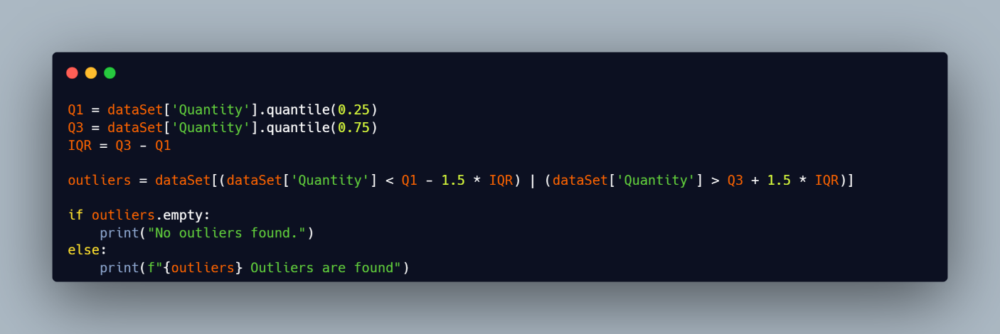 Q1 = dataSet['Quantity'].quantile(0.25)
Q3 = dataSet['Quantity'].quantile(0.75)
IQR = Q3 - Q1

outliers = dataSet[(dataSet['Quantity'] < Q1 - 1.5 * IQR) | (dataSet['Quantity'] > Q3 + 1.5 * IQR)]

if outliers.empty:
    print("No outliers found.")
else:
    print(f"{outliers} Outliers are found")